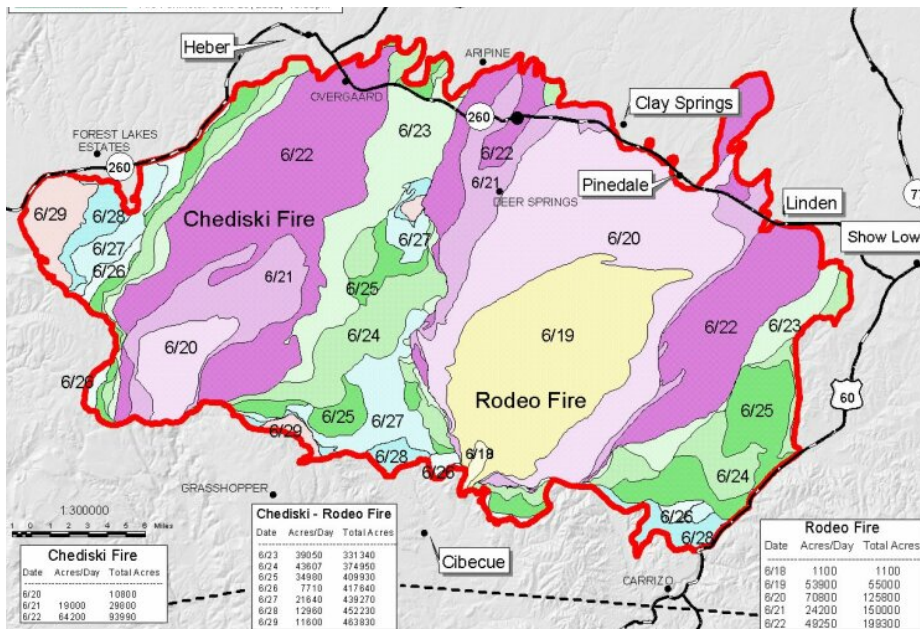 Heber
ARIPINE
OVERGAARD
Clay Springs
260
6/23
FOREST LAKES
ESTATES
260
6/22
6/22
Pinedale
77
6/21
DEER SPRINGS
6/29
6/28
Chediski Fire
Linden
6/27
6/27
6/20
Show Low
6/26
6/21
6/25
6/22
6/23
6/24
6/19
6/20
6/26
Rodeo Fire
60
6/25
6/25
6/27
6/29
6/18
6/24
6/28
6/28
GRASSHOPPER
6/26
6/28
Cibecue
CARRIZO
1:300000
1 0 1 2 3 4 5 6 Miles
Chediski Fire
Date Acres/Day Total Acres
6/20 10800
6/21 19000 29800
6/22 64200 93990
Chediski - Rodeo Fire
Date Acres/Day Total Acres
6/23 39050 331340
6/24 43607 374950
6/25 34980 409930
6/26 7710 417640
6/27 21640 439270
6/28 12960 452230
6/29 11600 463830
Rodeo Fire
Date Acres/Day Total Acres
6/18 1100 1100
6/19 53900 55000
6/20 70800 125800
6/21 24200 150000
6/22 49250 199300